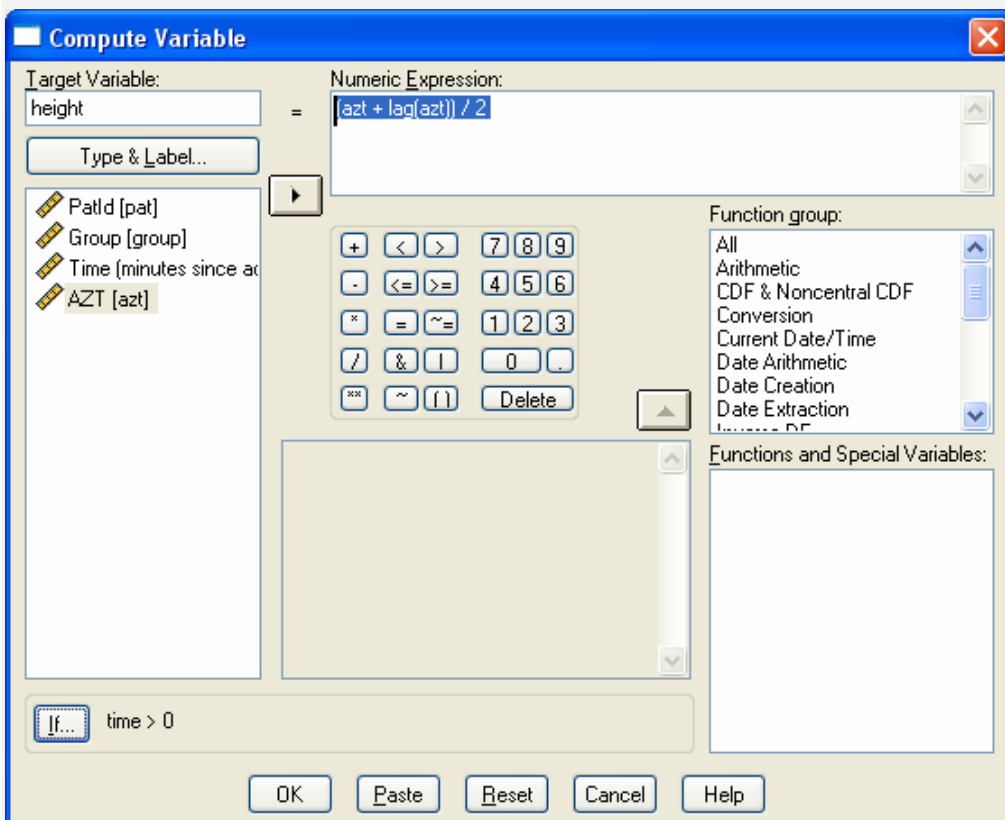 Compute Variable
Target Variable:
height
=
Numeric Expression:
(azt + lag(azt)) / 2
Type & Label...
PatId [pat]
Group [group]
Time (minutes since ad
AZT [azt]
+ < > 7 8 9
- <= >= 4 5 6
* = ~= 1 2 3
/ & | 0 .
** ~ ( ) Delete
Function group:
All
Arithmetic
CDF & Noncentral CDF
Conversion
Current Date/Time
Date Arithmetic
Date Creation
Date Extraction
Inverse DF
Functions and Special Variables:
If... time > 0
OK Paste Reset Cancel Help